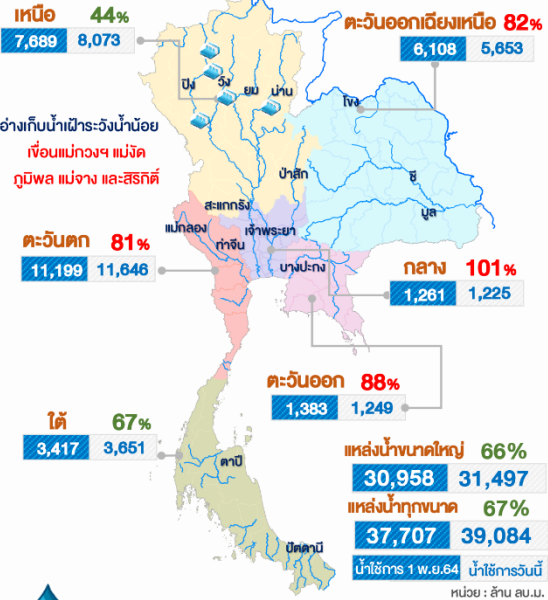 เหนือ 44%
7,689 8,073
ตะวันออกเฉียงเหนือ 82%
6,108 5,653
ปิง วัง ยม น่าน
โขง
อ่างเก็บน้ำเฝ้าระวังน้ำน้อย
เขื่อนแม่กวงฯ แม่งัด
ภูมิพล แม่จาง และสิริกิติ์
ป่าสัก
ชี
มูล
สะแกกรัง
แม่กลอง
ท่าจีน
เจ้าพระยา
บางปะกง
ตะวันตก 81%
11,199 11,646
กลาง 101%
1,261 1,225
ตะวันออก 88%
1,383 1,249
ใต้ 67%
3,417 3,651
ตาปี
ปัตตานี
แหล่งน้ำขนาดใหญ่ 66%
30,958 31,497
แหล่งน้ำทุกขนาด 67%
37,707 39,084
น้ำใช้การ 1 พ.ย.64 น้ำใช้การวันนี้
หน่วย : ล้าน ลบ.ม.